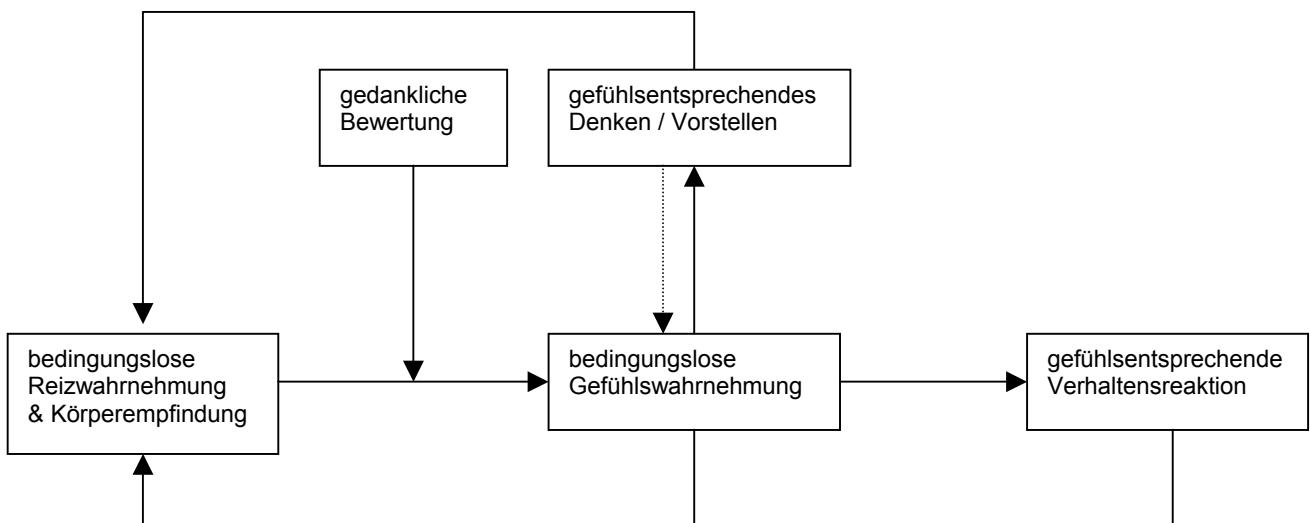 gedankliche
Bewertung
gefühlsentsprechendes
Denken / Vorstellen
bedingungslose
Reizwahrnehmung
& Körperempfindung
bedingungslose
Gefühlswahrnehmung
gefühlsentsprechende
Verhaltensreaktion